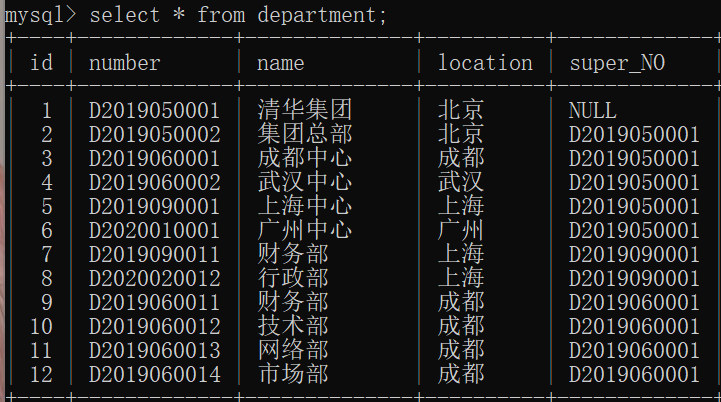 mysql> select * from department;
+----+-------------+--------------+----------+-------------+
| id | number | name | location | super_NO |
+----+-------------+--------------+----------+-------------+
| 1 | D2019050001 | 清华集团 | 北京 | NULL |
| 2 | D2019050002 | 集团总部 | 北京 | D2019050001 |
| 3 | D2019060001 | 成都中心 | 成都 | D2019050001 |
| 4 | D2019060002 | 武汉中心 | 武汉 | D2019050001 |
| 5 | D2019090001 | 上海中心 | 上海 | D2019050001 |
| 6 | D2020010001 | 广州中心 | 广州 | D2019050001 |
| 7 | D2019090011 | 财务部 | 上海 | D2019090001 |
| 8 | D2020020012 | 行政部 | 上海 | D2019090001 |
| 9 | D2019060011 | 财务部 | 成都 | D2019060001 |
| 10 | D2019060012 | 技术部 | 成都 | D2019060001 |
| 11 | D2019060013 | 网络部 | 成都 | D2019060001 |
| 12 | D2019060014 | 市场部 | 成都 | D2019060001 |
+----+-------------+--------------+----------+-------------+